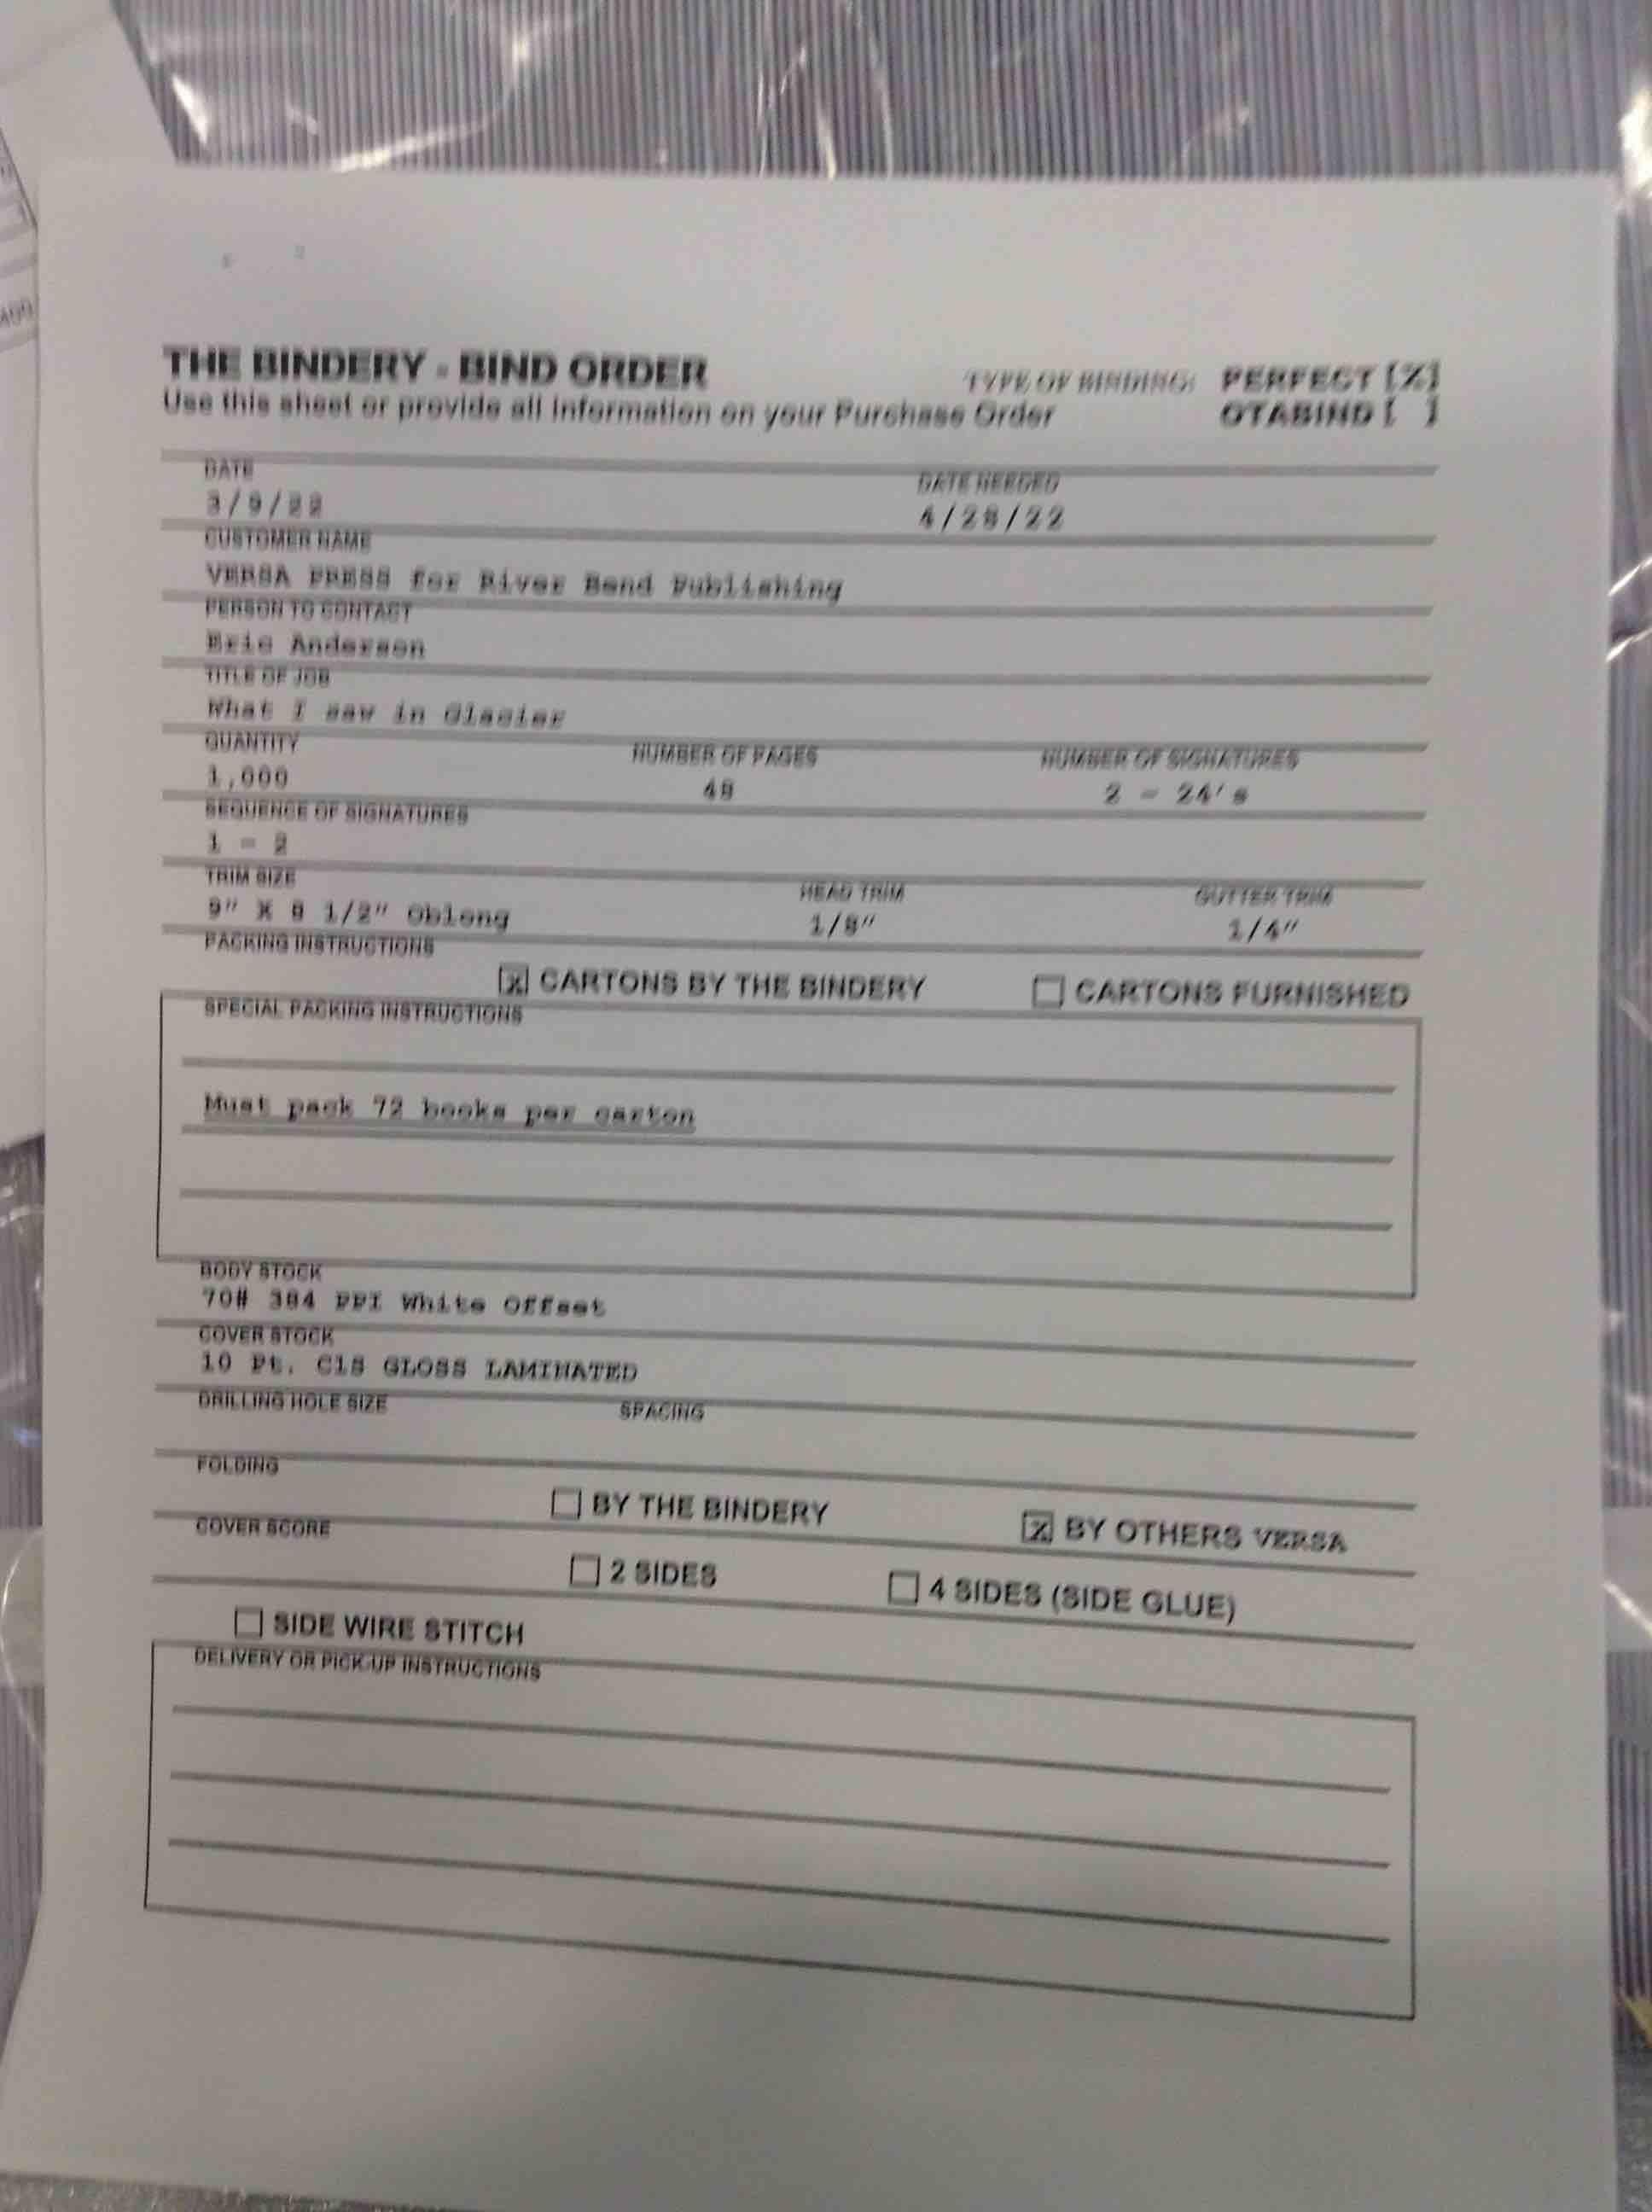 THE BINDERY - BIND ORDER
TYPE OF BINDING: PERFECT [X]
Use this sheet or provide all information on your Purchase Order
OTABIND [ ]
DATE
DATE NEEDED
3/9/22
4/28/22
CUSTOMER NAME
VERSA PRESS for River Bend Publishing
PERSON TO CONTACT
Eric Anderson
TITLE OF JOB
What I saw in Glacier
QUANTITY NUMBER OF PAGES NUMBER OF SIGNATURES
1,000 48 2 - 24's
SEQUENCE OF SIGNATURES
1 - 2
TRIM SIZE HEAD TRIM GUTTER TRIM
9" X 8 1/2" Oblong 1/8" 1/4"
PACKING INSTRUCTIONS
[X] CARTONS BY THE BINDERY [ ] CARTONS FURNISHED
SPECIAL PACKING INSTRUCTIONS
Must pack 72 books per carton
BODY STOCK
70# 384 PPI White Offset
COVER STOCK
10 Pt. C1S GLOSS LAMINATED
DRILLING HOLE SIZE SPACING
FOLDING
[ ] BY THE BINDERY [X] BY OTHERS VERSA
COVER SCORE
[ ] 2 SIDES [ ] 4 SIDES (SIDE GLUE)
[ ] SIDE WIRE STITCH
DELIVERY OR PICK-UP INSTRUCTIONS